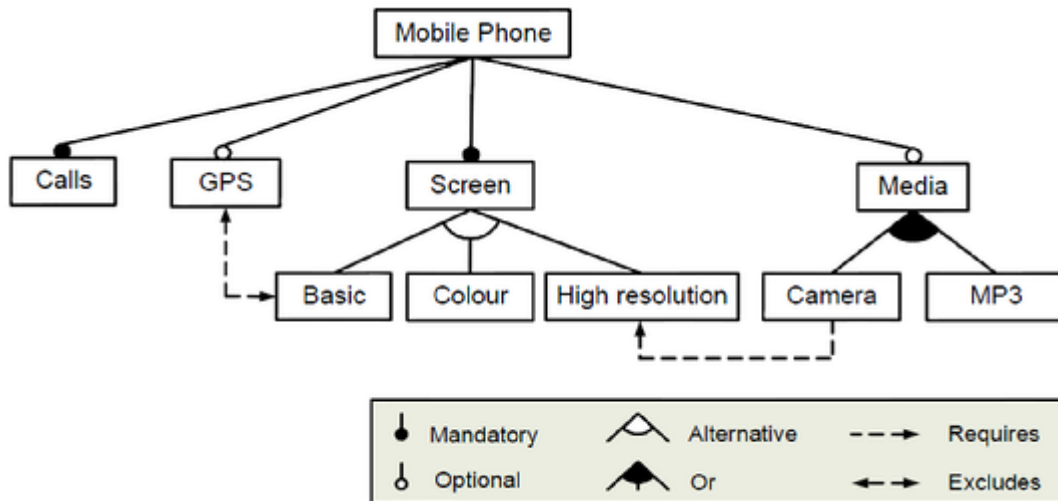 Mobile Phone
Calls
GPS
Screen
Media
Basic
Colour
High resolution
Camera
MP3
Mandatory
Alternative
Requires
Optional
Or
Excludes